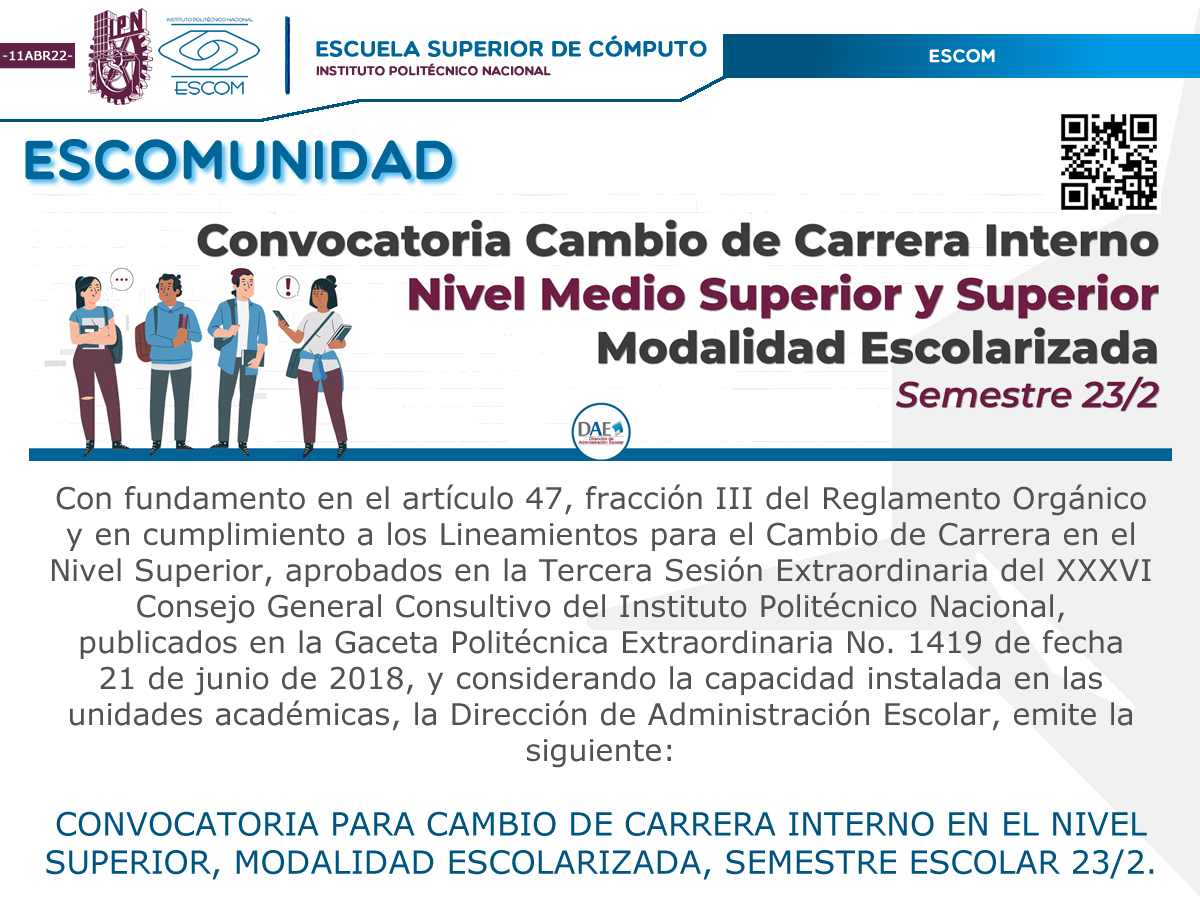 -11ABR22-
IPN
INSTITUTO POLITÉCNICO NACIONAL
ESCOM
ESCUELA SUPERIOR DE CÓMPUTO
INSTITUTO POLITÉCNICO NACIONAL
ESCOM
ESCOMUNIDAD
Convocatoria Cambio de Carrera Interno
Nivel Medio Superior y Superior
Modalidad Escolarizada
Semestre 23/2
...
!
DAE
Dirección de
Administración Escolar
Con fundamento en el artículo 47, fracción III del Reglamento Orgánico
y en cumplimiento a los Lineamientos para el Cambio de Carrera en el
Nivel Superior, aprobados en la Tercera Sesión Extraordinaria del XXXVI
Consejo General Consultivo del Instituto Politécnico Nacional,
publicados en la Gaceta Politécnica Extraordinaria No. 1419 de fecha
21 de junio de 2018, y considerando la capacidad instalada en las
unidades académicas, la Dirección de Administración Escolar, emite la
siguiente:
CONVOCATORIA PARA CAMBIO DE CARRERA INTERNO EN EL NIVEL
SUPERIOR, MODALIDAD ESCOLARIZADA, SEMESTRE ESCOLAR 23/2.